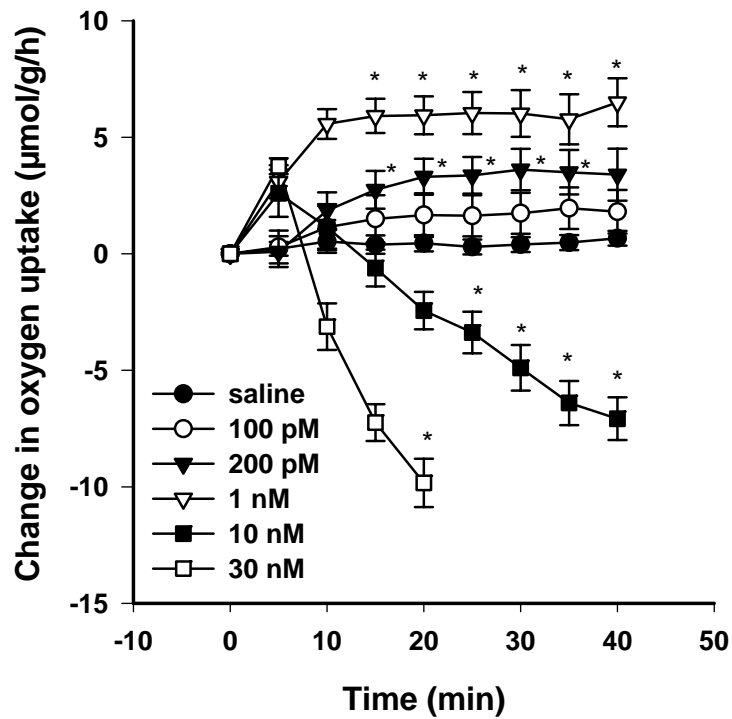 10
5
0
-5
-10
-15
* * * * * *
* * * * *
* * * *
*
saline
100 pM
200 pM
1 nM
10 nM
30 nM
-10 0 10 20 30 40 50
Time (min)
Change in oxygen uptake (μmol/g/h)